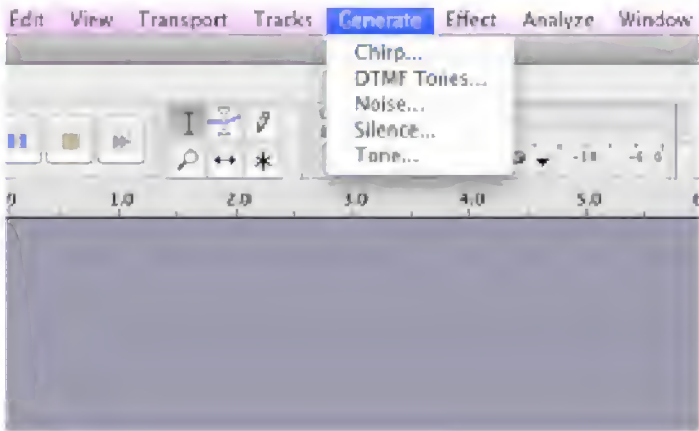 Edit View Transport Tracks Generate Effect Analyze Window
Chirp...
DTMF Tones...
Noise...
Silence...
Tone...
0 1.0 2.0 3.0 4.0 5.0